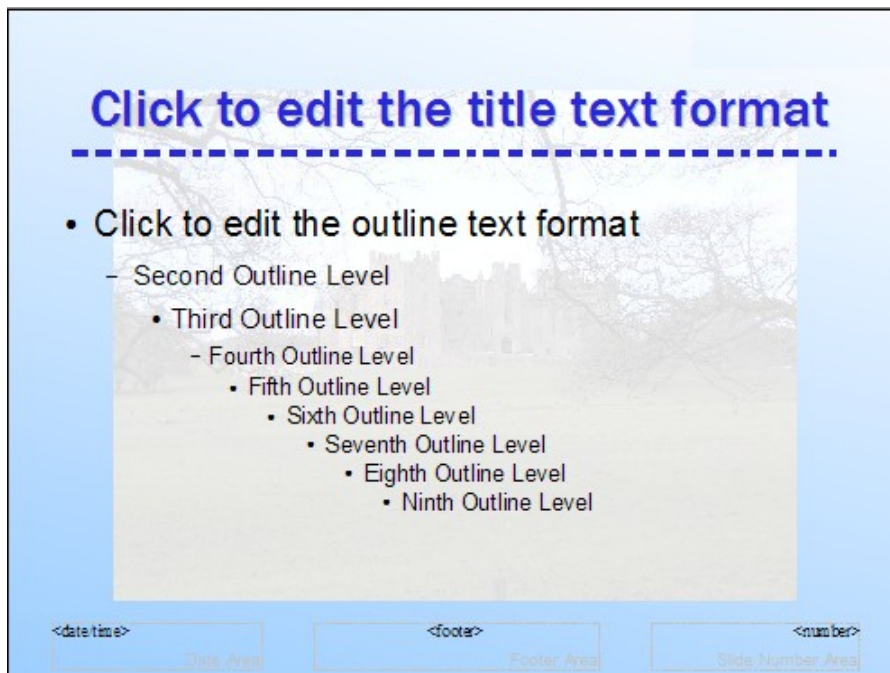 Click to edit the title text format
• Click to edit the outline text format
– Second Outline Level
• Third Outline Level
– Fourth Outline Level
• Fifth Outline Level
• Sixth Outline Level
• Seventh Outline Level
• Eighth Outline Level
• Ninth Outline Level
<date/time> <footer> <number>
Date Area Footer Area Slide Number Area